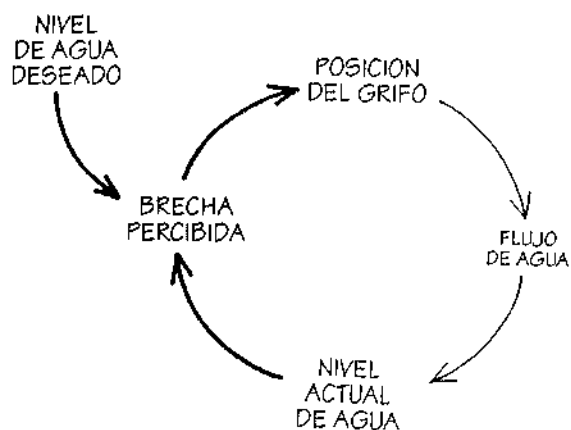 NIVEL
DE AGUA
DESEADO
POSICION
DEL GRIFO
BRECHA
PERCIBIDA
FLUJO
DE AGUA
NIVEL
ACTUAL
DE AGUA